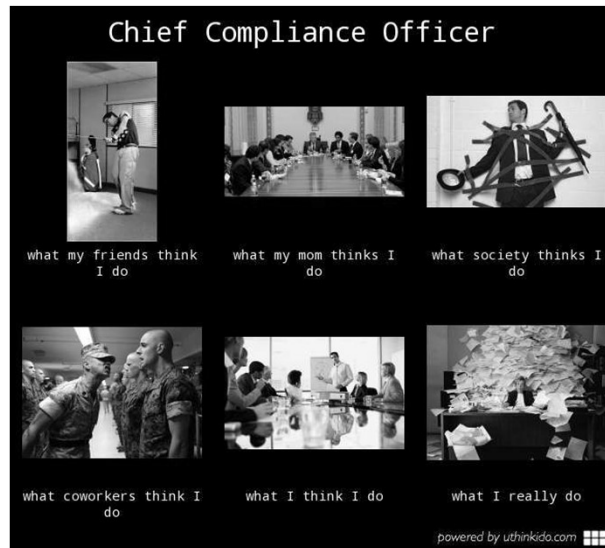 Chief Compliance Officer
what my friends think
I do
what my mom thinks I
do
what society thinks I
do
what coworkers think I
do
what I think I do
what I really do
powered by uthinkido.com